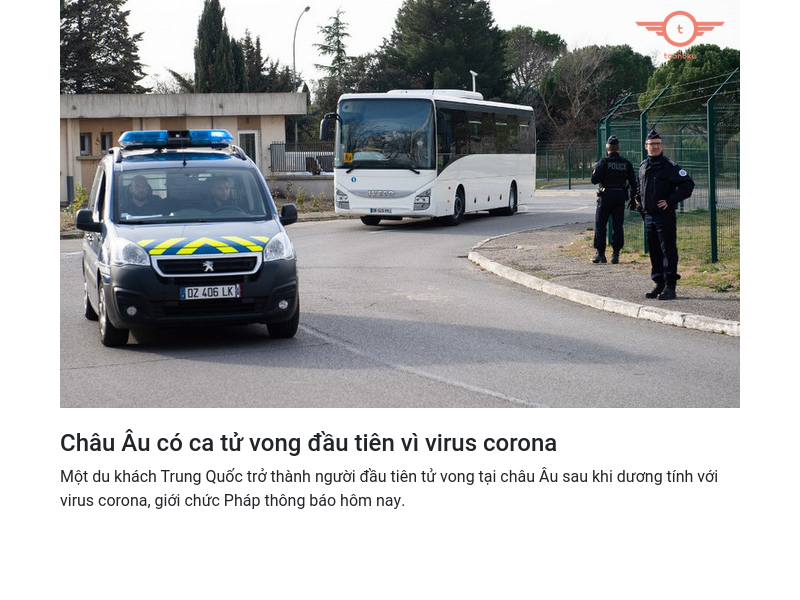 t
POLICE
IVECO
DZ 406 LK
Châu Âu có ca tử vong đầu tiên vì virus corona
Một du khách Trung Quốc trở thành người đầu tiên tử vong tại châu Âu sau khi dương tính với
virus corona, giới chức Pháp thông báo hôm nay.